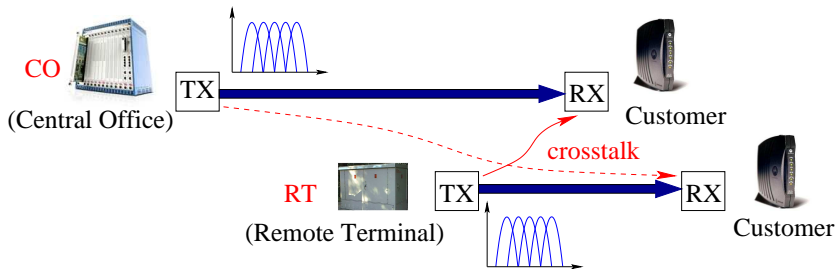 CO
(Central Office)
TX
RX
Customer
crosstalk
RT
(Remote Terminal)
TX
RX
Customer